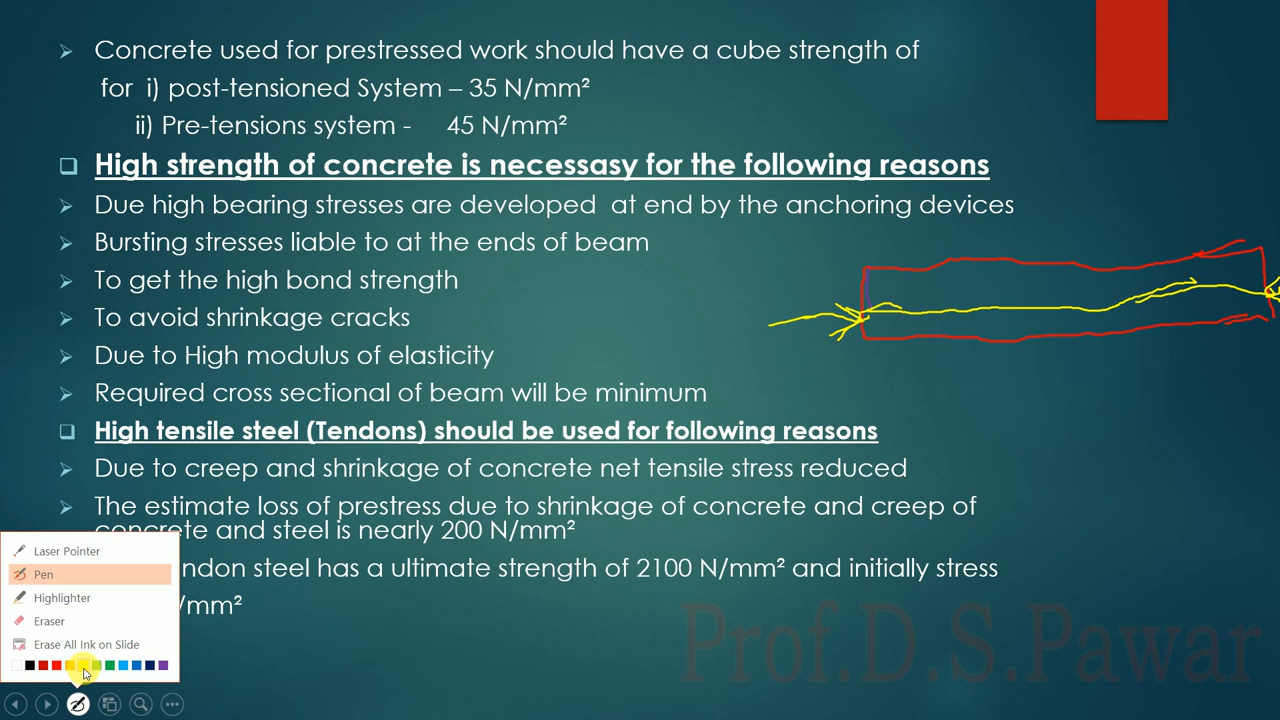 Concrete used for prestressed work should have a cube strength of
for i) post-tensioned System – 35 N/mm²
ii) Pre-tensions system - 45 N/mm²
High strength of concrete is necessasy for the following reasons
Due high bearing stresses are developed at end by the anchoring devices
Bursting stresses liable to at the ends of beam
To get the high bond strength
To avoid shrinkage cracks
Due to High modulus of elasticity
Required cross sectional of beam will be minimum
High tensile steel (Tendons) should be used for following reasons
Due to creep and shrinkage of concrete net tensile stress reduced
The estimate loss of prestress due to shrinkage of concrete and creep of
concrete and steel is nearly 200 N/mm²
ndon steel has a ultimate strength of 2100 N/mm² and initially stress
/mm²
Laser Pointer
Pen
Highlighter
Eraser
Erase All Ink on Slide
Prof.D.S.Pawar